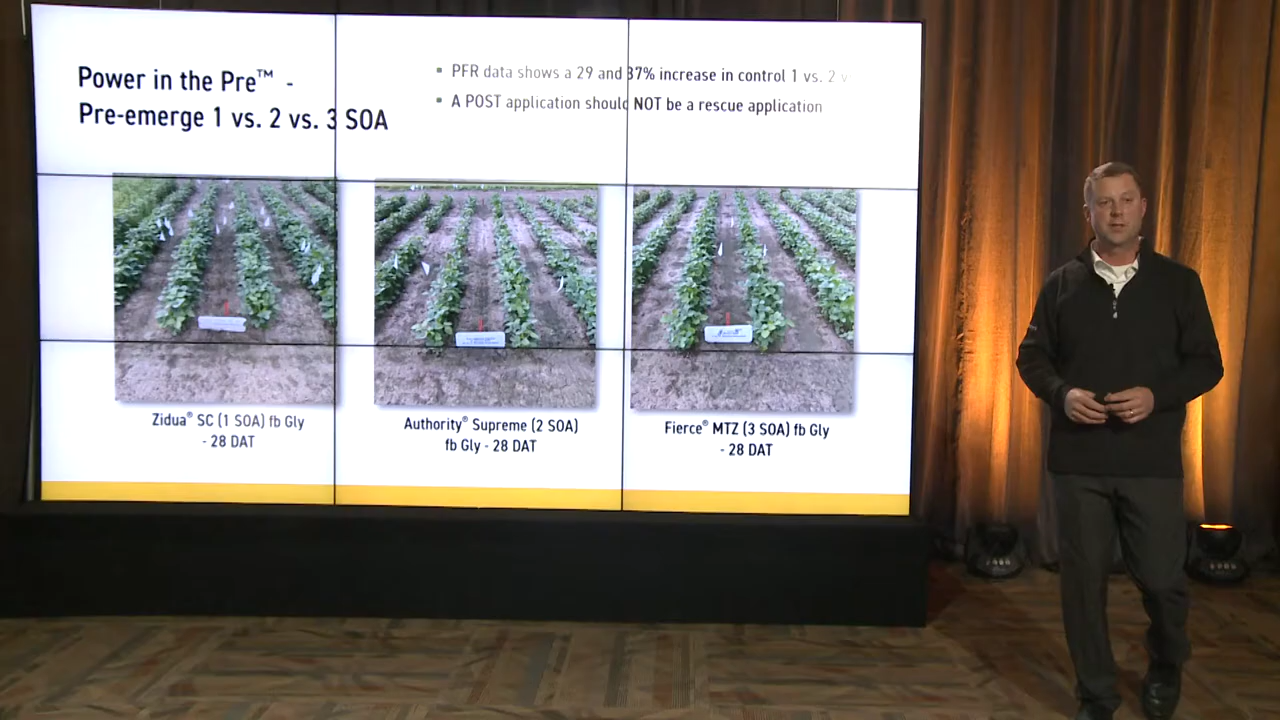 Power in the Pre™ -
Pre-emerge 1 vs. 2 vs. 3 SOA
▪ PFR data shows a 29 and 37% increase in control 1 vs. 2 v
▪ A POST application should NOT be a rescue application
Zidua® SC (1 SOA) fb Gly
- 28 DAT
Authority® Supreme (2 SOA)
fb Gly - 28 DAT
Fierce® MTZ (3 SOA) fb Gly
- 28 DAT